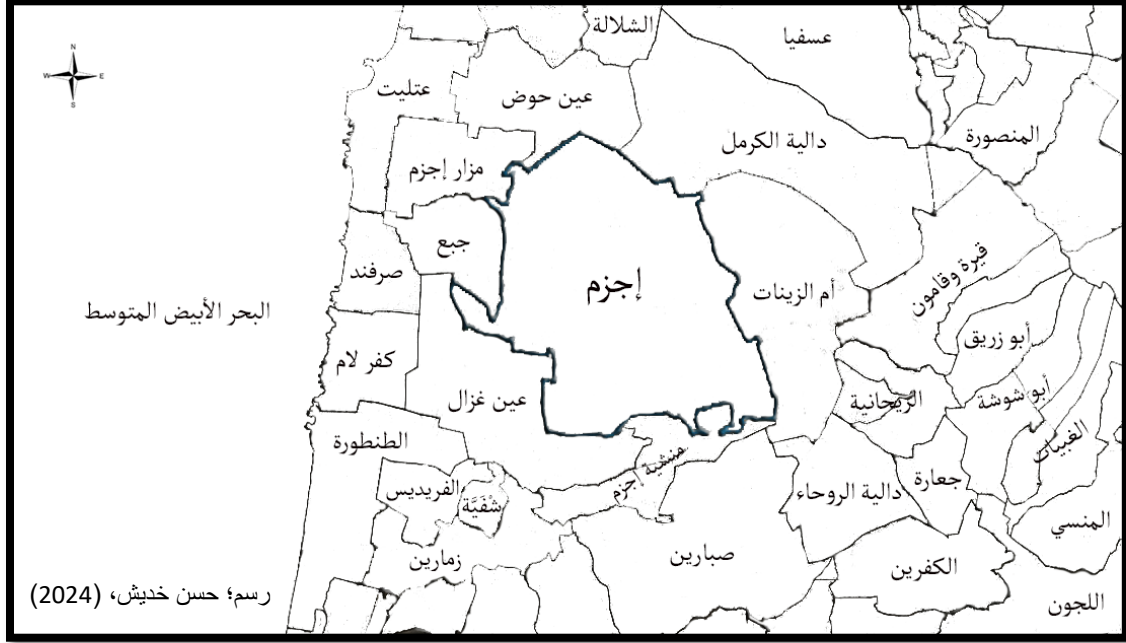 الشلالة
عسفيا
N
W E
S
عتليت
عين حوض
المنصورة
دالية الكرمل
مزار إجزم
جبع
صرفند
إجزم
أم الزينات
قيرة وقامون
البحر الأبيض المتوسط
أبو زريق
كفر لام
عين غزال
الريحانية
أبو شوشة
الطنطورة
الغبيات
منشية إجزم
الفريديس
شْفَيَّة
دالية الروحاء
جعارة
المنسي
زمارين
صبارين
الكفرين
اللجون
رسم؛ حسن خديش، (2024)